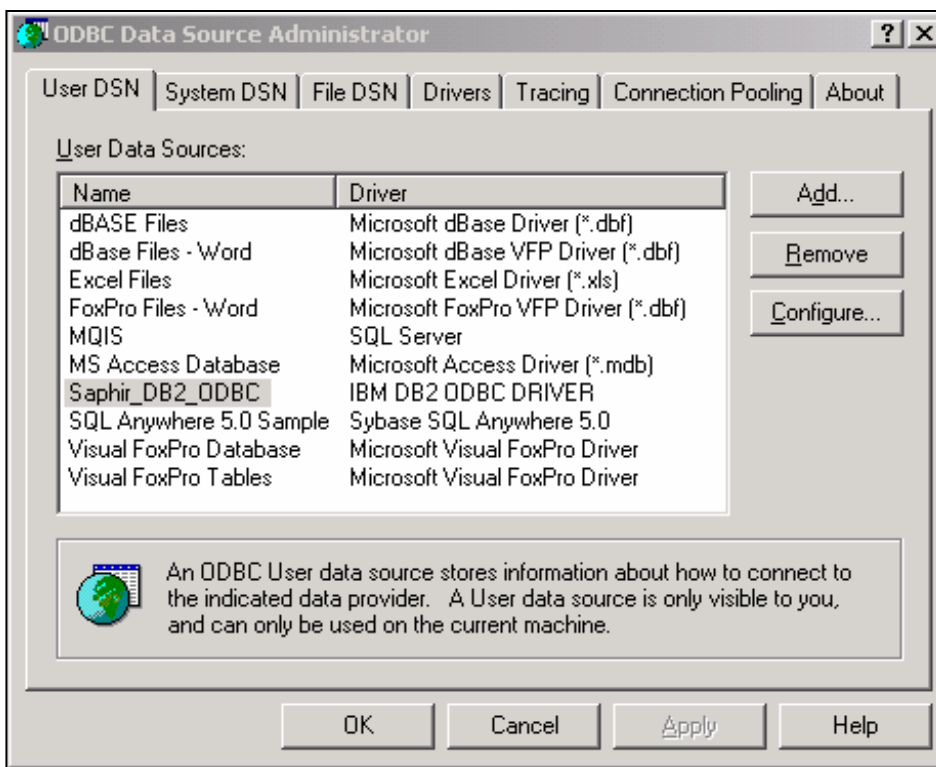 ODBC Data Source Administrator
User DSN System DSN File DSN Drivers Tracing Connection Pooling About
User Data Sources:
Name Driver
dBASE Files Microsoft dBase Driver (*.dbf)
dBase Files - Word Microsoft dBase VFP Driver (*.dbf)
Excel Files Microsoft Excel Driver (*.xls)
FoxPro Files - Word Microsoft FoxPro VFP Driver (*.dbf)
MQIS SQL Server
MS Access Database Microsoft Access Driver (*.mdb)
Saphir_DB2_ODBC IBM DB2 ODBC DRIVER
SQL Anywhere 5.0 Sample Sybase SQL Anywhere 5.0
Visual FoxPro Database Microsoft Visual FoxPro Driver
Visual FoxPro Tables Microsoft Visual FoxPro Driver
Add...
Remove
Configure...
An ODBC User data source stores information about how to connect to
the indicated data provider. A User data source is only visible to you,
and can only be used on the current machine.
OK Cancel Apply Help